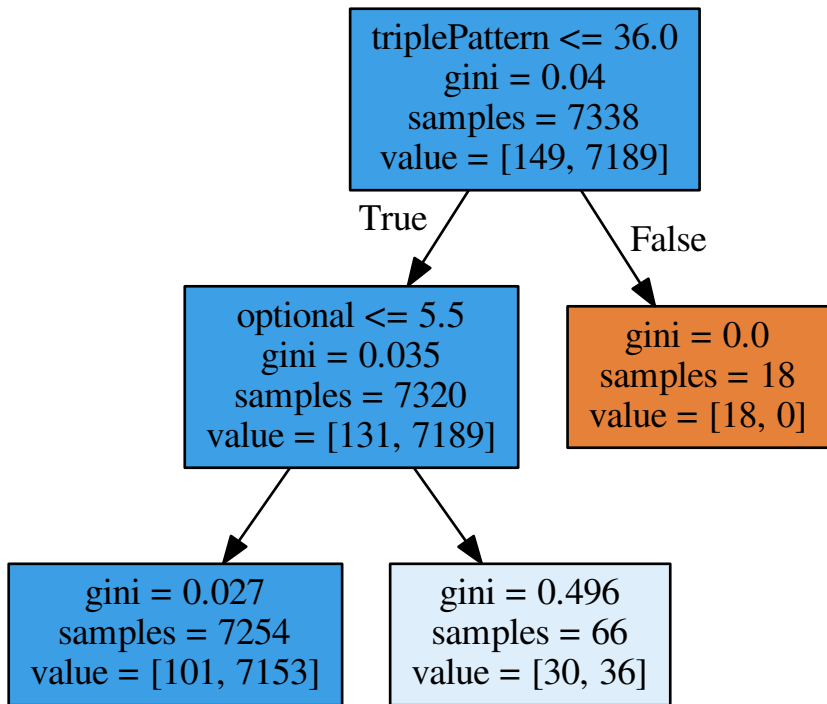 triplePattern <= 36.0
gini = 0.04
samples = 7338
value = [149, 7189]
True
False
optional <= 5.5
gini = 0.035
samples = 7320
value = [131, 7189]
gini = 0.0
samples = 18
value = [18, 0]
gini = 0.027
samples = 7254
value = [101, 7153]
gini = 0.496
samples = 66
value = [30, 36]